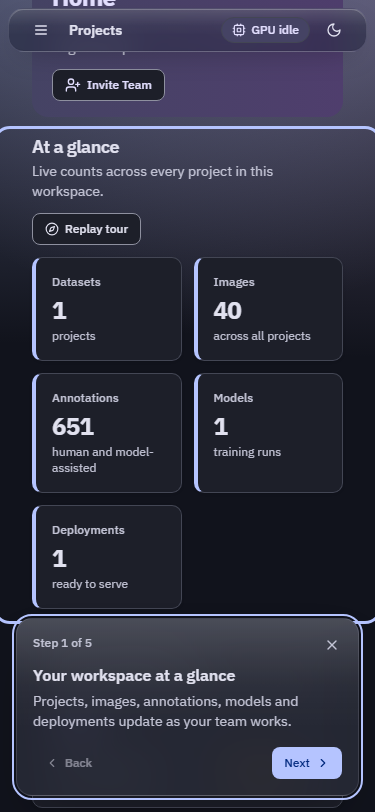 Home
Projects
GPU idle
Invite Team
At a glance
Live counts across every project in this
workspace.
Replay tour
Datasets
1
projects
Images
40
across all projects
Annotations
651
human and model-
assisted
Models
1
training runs
Deployments
1
ready to serve
Step 1 of 5
Your workspace at a glance
Projects, images, annotations, models and
deployments update as your team works.
Back
Next